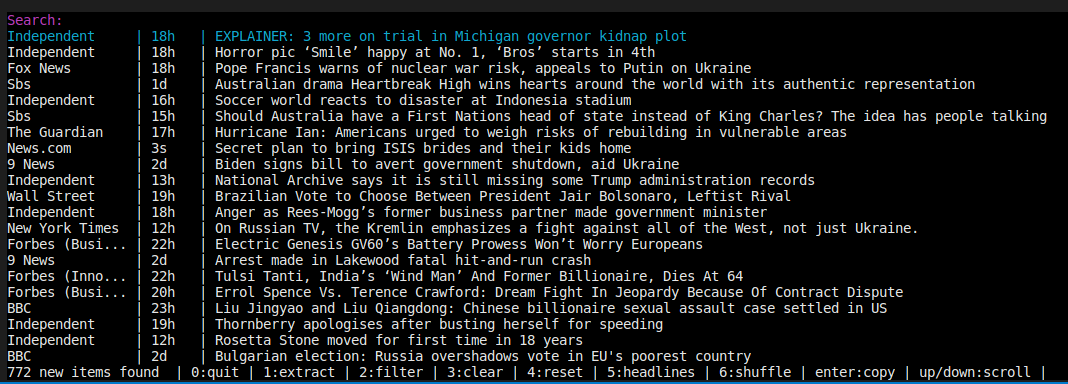 Search:
Independent | 18h | EXPLAINER: 3 more on trial in Michigan governor kidnap plot
Independent | 18h | Horror pic ‘Smile’ happy at No. 1, ‘Bros’ starts in 4th
Fox News | 18h | Pope Francis warns of nuclear war risk, appeals to Putin on Ukraine
Sbs | 1d | Australian drama Heartbreak High wins hearts around the world with its authentic representation
Independent | 16h | Soccer world reacts to disaster at Indonesia stadium
Sbs | 15h | Should Australia have a First Nations head of state instead of King Charles? The idea has people talking
The Guardian | 17h | Hurricane Ian: Americans urged to weigh risks of rebuilding in vulnerable areas
News.com | 3s | Secret plan to bring ISIS brides and their kids home
9 News | 2d | Biden signs bill to avert government shutdown, aid Ukraine
Independent | 13h | National Archive says it is still missing some Trump administration records
Wall Street | 19h | Brazilian Vote to Choose Between President Jair Bolsonaro, Leftist Rival
Independent | 18h | Anger as Rees-Mogg’s former business partner made government minister
New York Times | 12h | On Russian TV, the Kremlin emphasizes a fight against all of the West, not just Ukraine.
Forbes (Busi... | 22h | Electric Genesis GV60’s Battery Prowess Won’t Worry Europeans
9 News | 2d | Arrest made in Lakewood fatal hit-and-run crash
Forbes (Inno... | 22h | Tulsi Tanti, India’s ‘Wind Man’ And Former Billionaire, Dies At 64
Forbes (Busi... | 20h | Errol Spence Vs. Terence Crawford: Dream Fight In Jeopardy Because Of Contract Dispute
BBC | 23h | Liu Jingyao and Liu Qiangdong: Chinese billionaire sexual assault case settled in US
Independent | 19h | Thornberry apologises after busting herself for speeding
Independent | 12h | Rosetta Stone moved for first time in 18 years
BBC | 2d | Bulgarian election: Russia overshadows vote in EU's poorest country
772 new items found | 0:quit | 1:extract | 2:filter | 3:clear | 4:reset | 5:headlines | 6:shuffle | enter:copy | up/down:scroll |